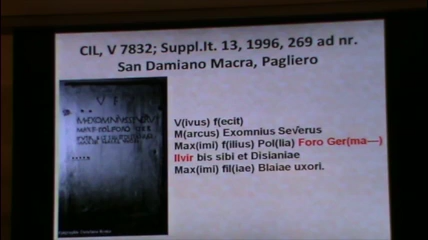 CIL, V 7832; Suppl.It. 13, 1996, 269 ad nr.
San Damiano Macra, Pagliero
V(ivus) f(ecit)
M(arcus) Exomnius Severus
Max(imi) f(ilius) Pol(lia) Foro Ger(ma---)
IIvir bis sibi et Disianiae
Max(imi) fil(iae) Blaiae uxori.
V F